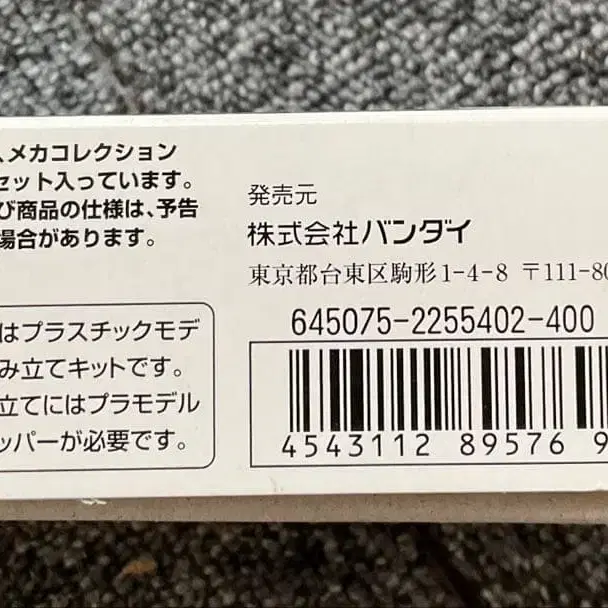 、メカコレクション
セット入っています。
び商品の仕様は、予告
場合があります。
はプラスチックモデ
み立てキットです。
立てにはプラモデル
ッパーが必要です。
発売元
株式会社バンダイ
東京都台東区駒形1-4-8 〒111-80
645075-2255402-400
4543112 89576 9